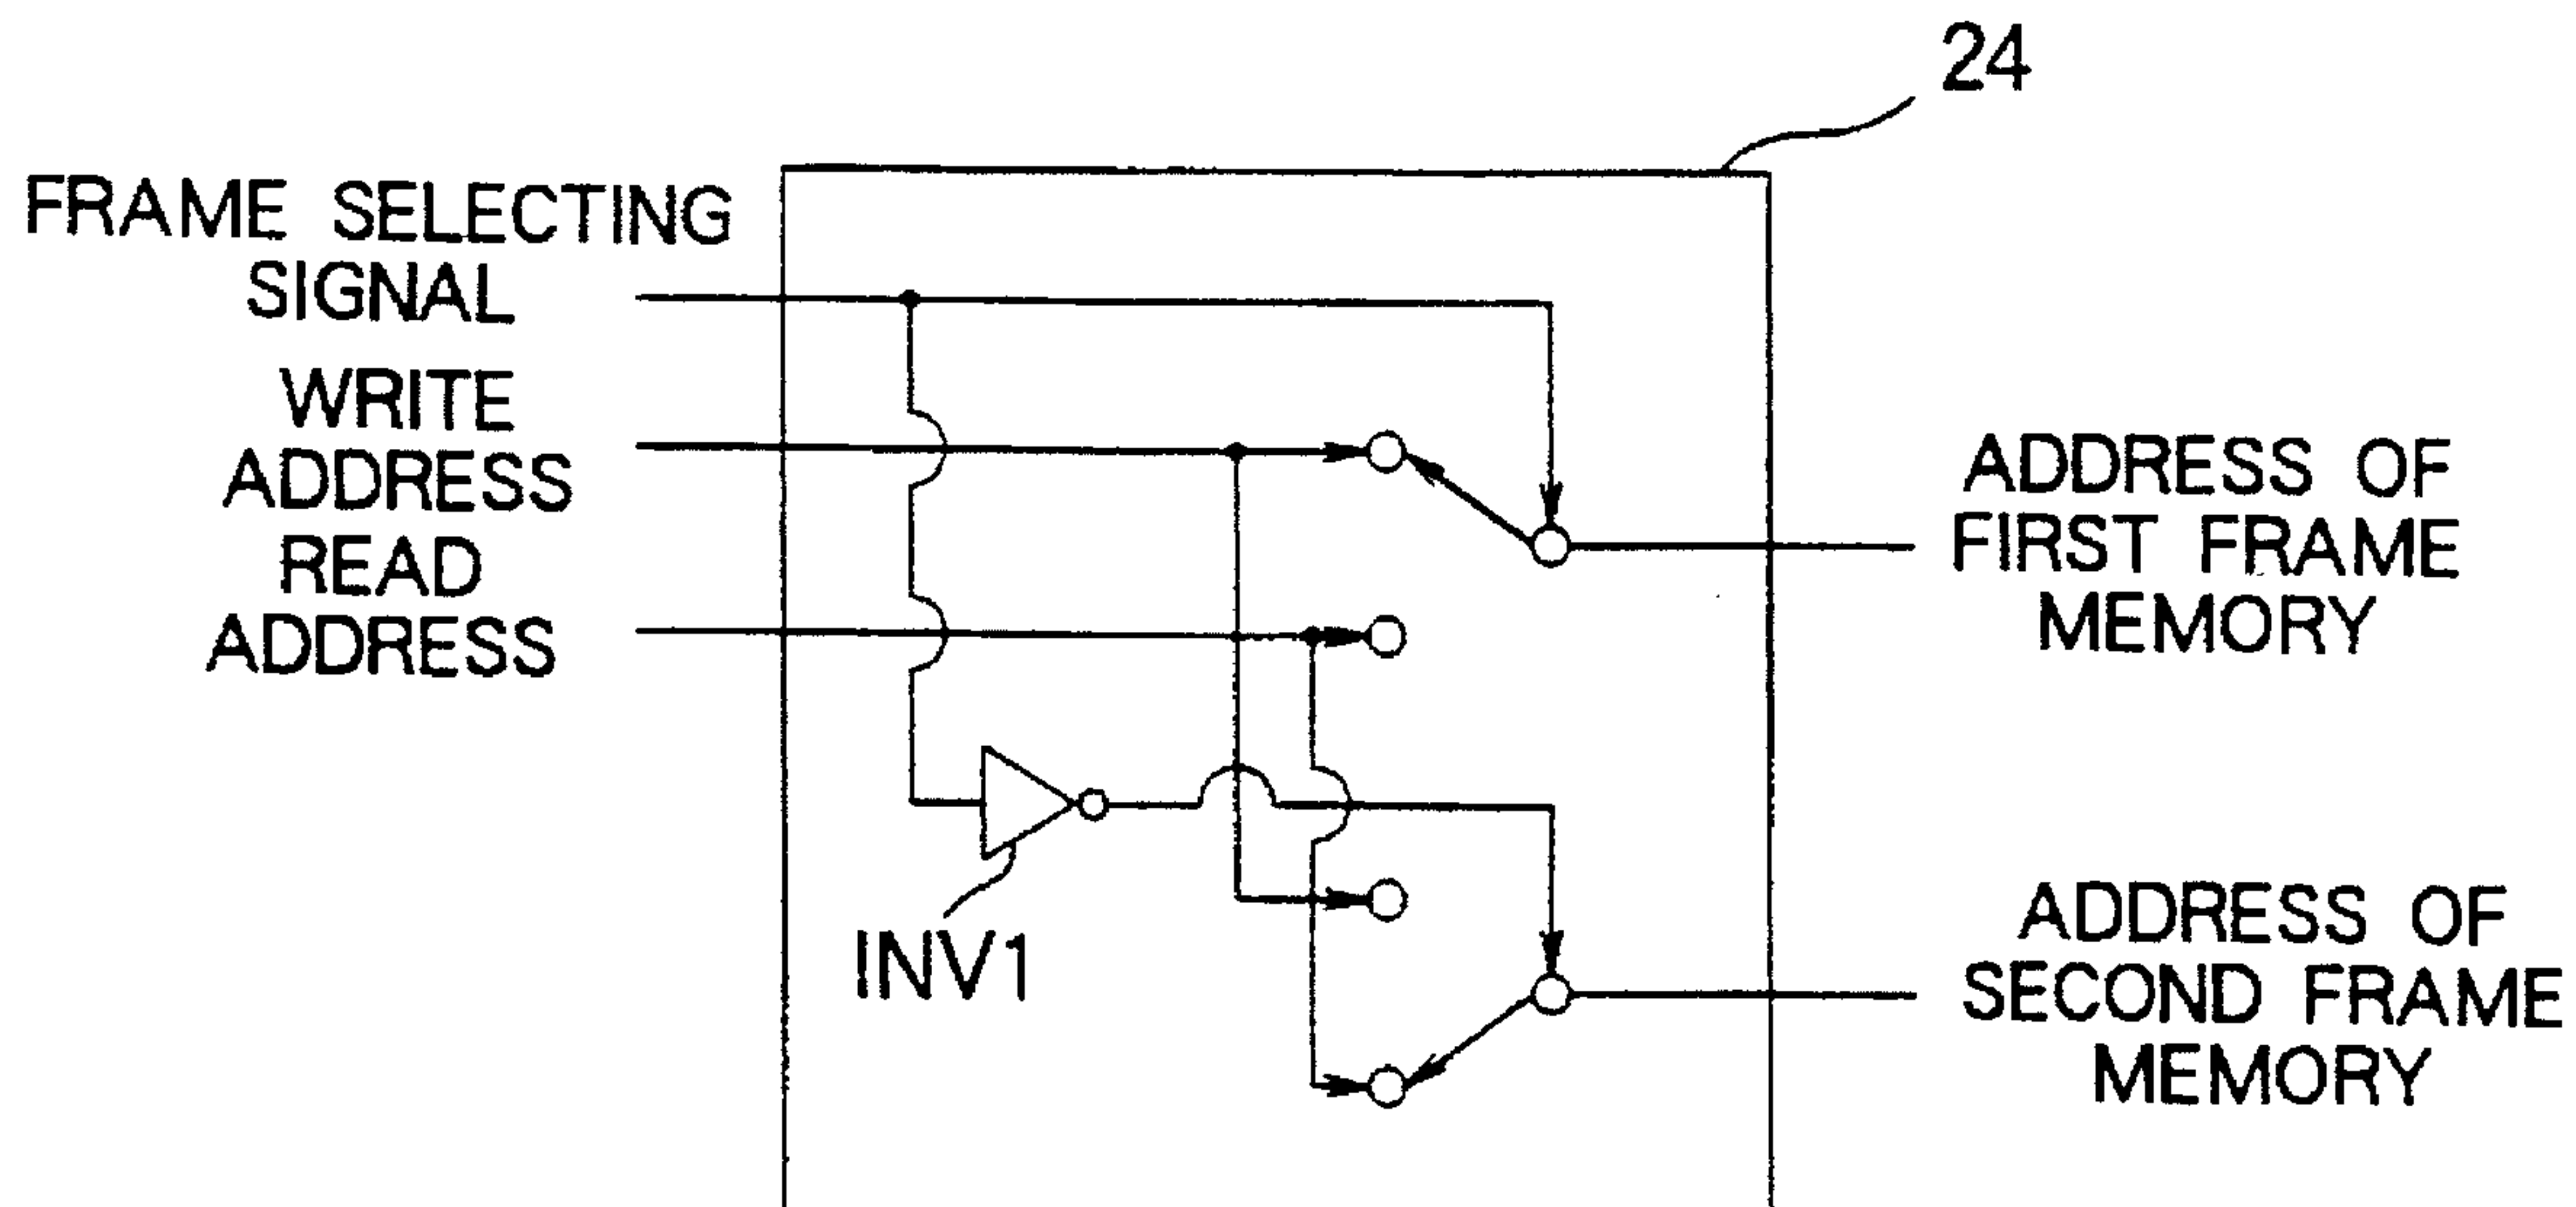 24
FRAME SELECTING
SIGNAL
WRITE
ADDRESS
READ
ADDRESS
INV1
ADDRESS OF
FIRST FRAME
MEMORY
ADDRESS OF
SECOND FRAME
MEMORY